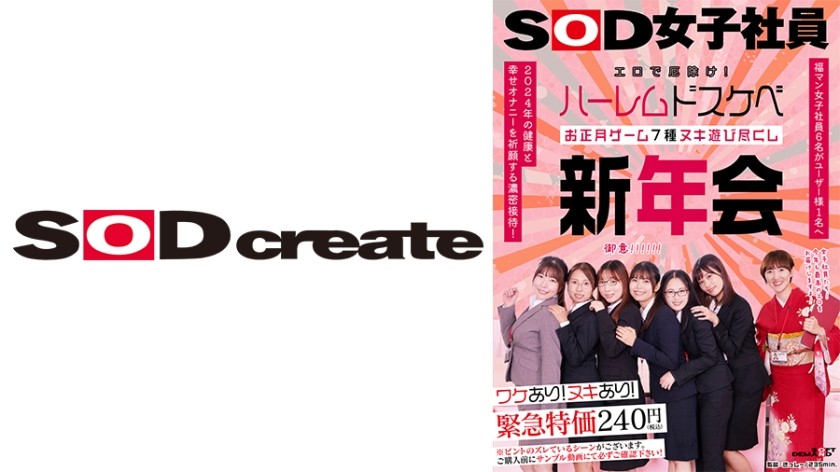 SOD create
SOD女子社員
エロで厄除け!
ハーレムドスケベ
お正月ゲーム7種ヌキ遊び尽くし
新年会
福マン女子社員6名がユーザー様1名へ
2024年の健康と
幸せオナニーを祈願する濃密接待!
御意!!!!!!
ワケあり!ヌキあり!
緊急特価240円
(税込)
※ピントのズレているシーンがございます。
ご購入前にサンプル動画にて必ずご確認下さい!